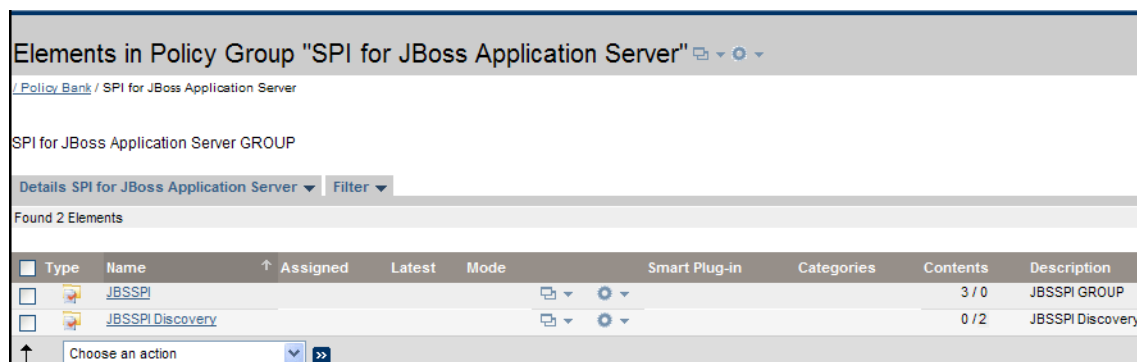 Elements in Policy Group "SPI for JBoss Application Server"
/ Policy Bank / SPI for JBoss Application Server
SPI for JBoss Application Server GROUP
Details SPI for JBoss Application Server Filter
Found 2 Elements
Type Name Assigned Latest Mode Smart Plug-in Categories Contents Description
JBSSPI 3 / 0 JBSSPI GROUP
JBSSPI Discovery 0 / 2 JBSSPI Discovery
Choose an action